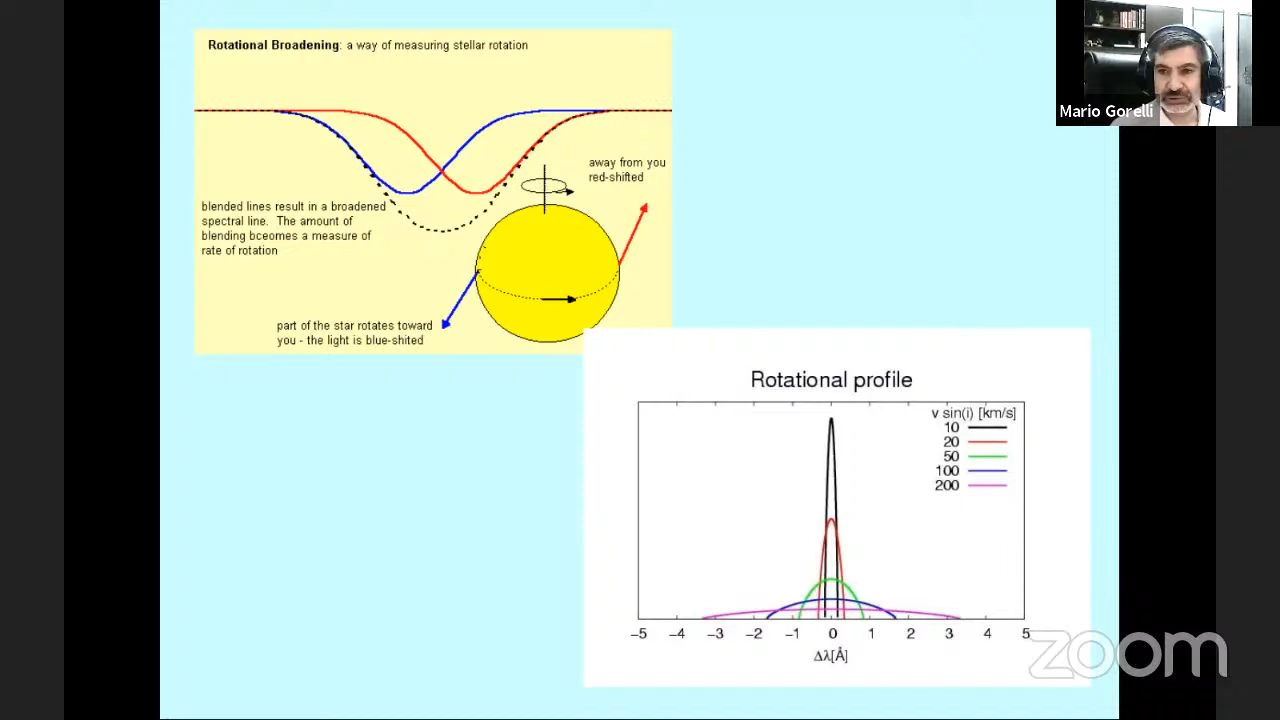 Rotational Broadening: a way of measuring stellar rotation
away from you
red-shifted
blended lines result in a broadened
spectral line. The amount of
blending bceomes a measure of
rate of rotation
part of the star rotates toward
you - the light is blue-shited
Mario Gorelli
Rotational profile
v sin(i) [km/s]
10
20
50
100
200
−5 −4 −3 −2 −1 0 1 2 3 4 5
Δλ[Å]
zoom